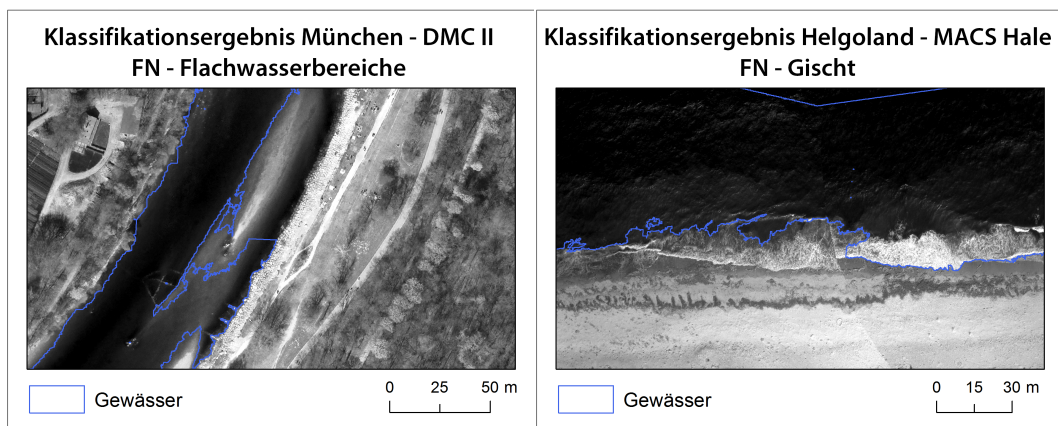 Klassifikationsergebnis München - DMC II
FN - Flachwasserbereiche
Gewässer
0 25 50 m
Klassifikationsergebnis Helgoland - MACS Hale
FN - Gischt
Gewässer
0 15 30 m